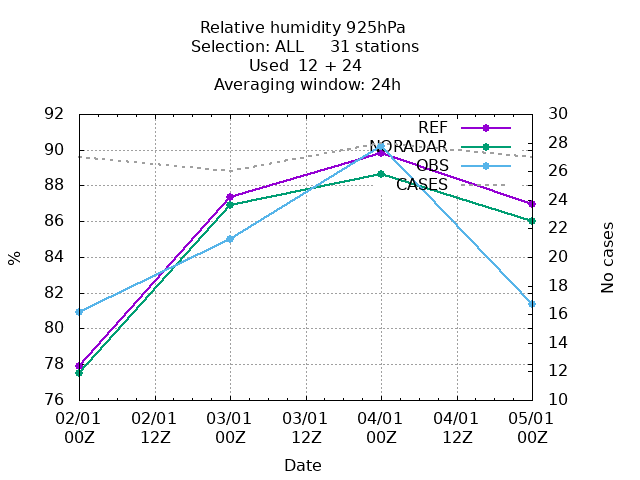 Relative humidity 925hPa
Selection: ALL 31 stations
Used 12 + 24
Averaging window: 24h
92
90
88
86
84
82
80
78
76
%
30
28
26
24
22
20
18
16
14
12
10
No cases
REF
NORADAR
OBS
CASES
02/01 02/01 03/01 03/01 04/01 04/01 05/01
00Z 12Z 00Z 12Z 00Z 12Z 00Z
Date